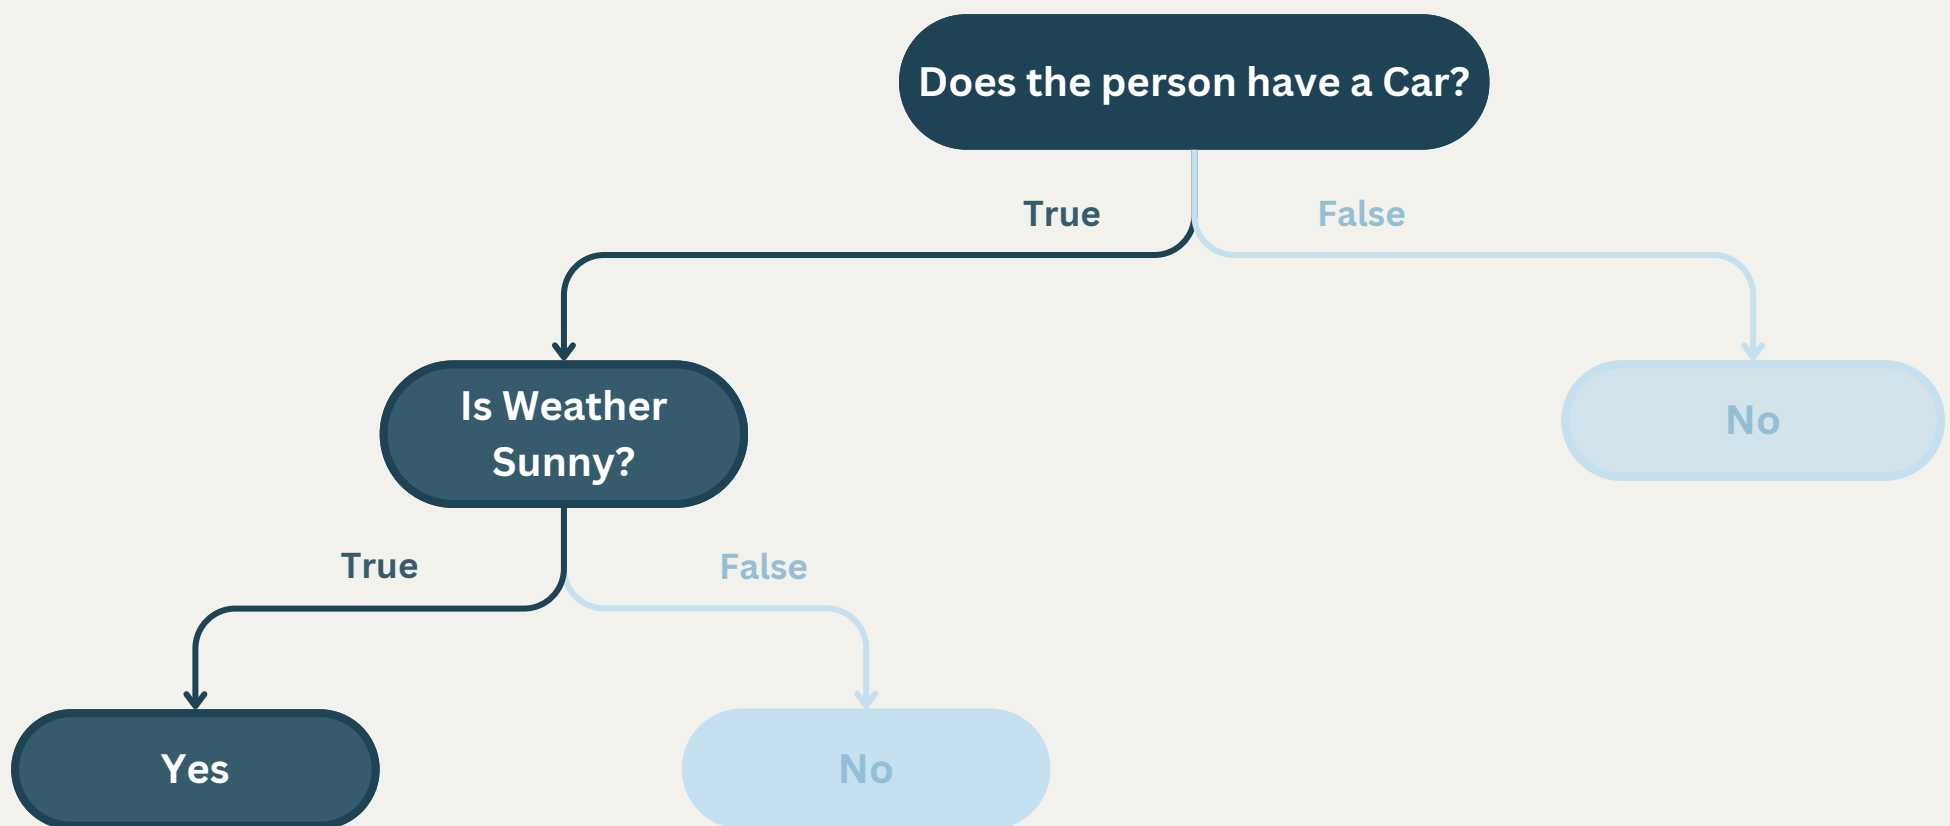 Does the person have a Car?
True
False
Is Weather
Sunny?
No
True
False
Yes
No